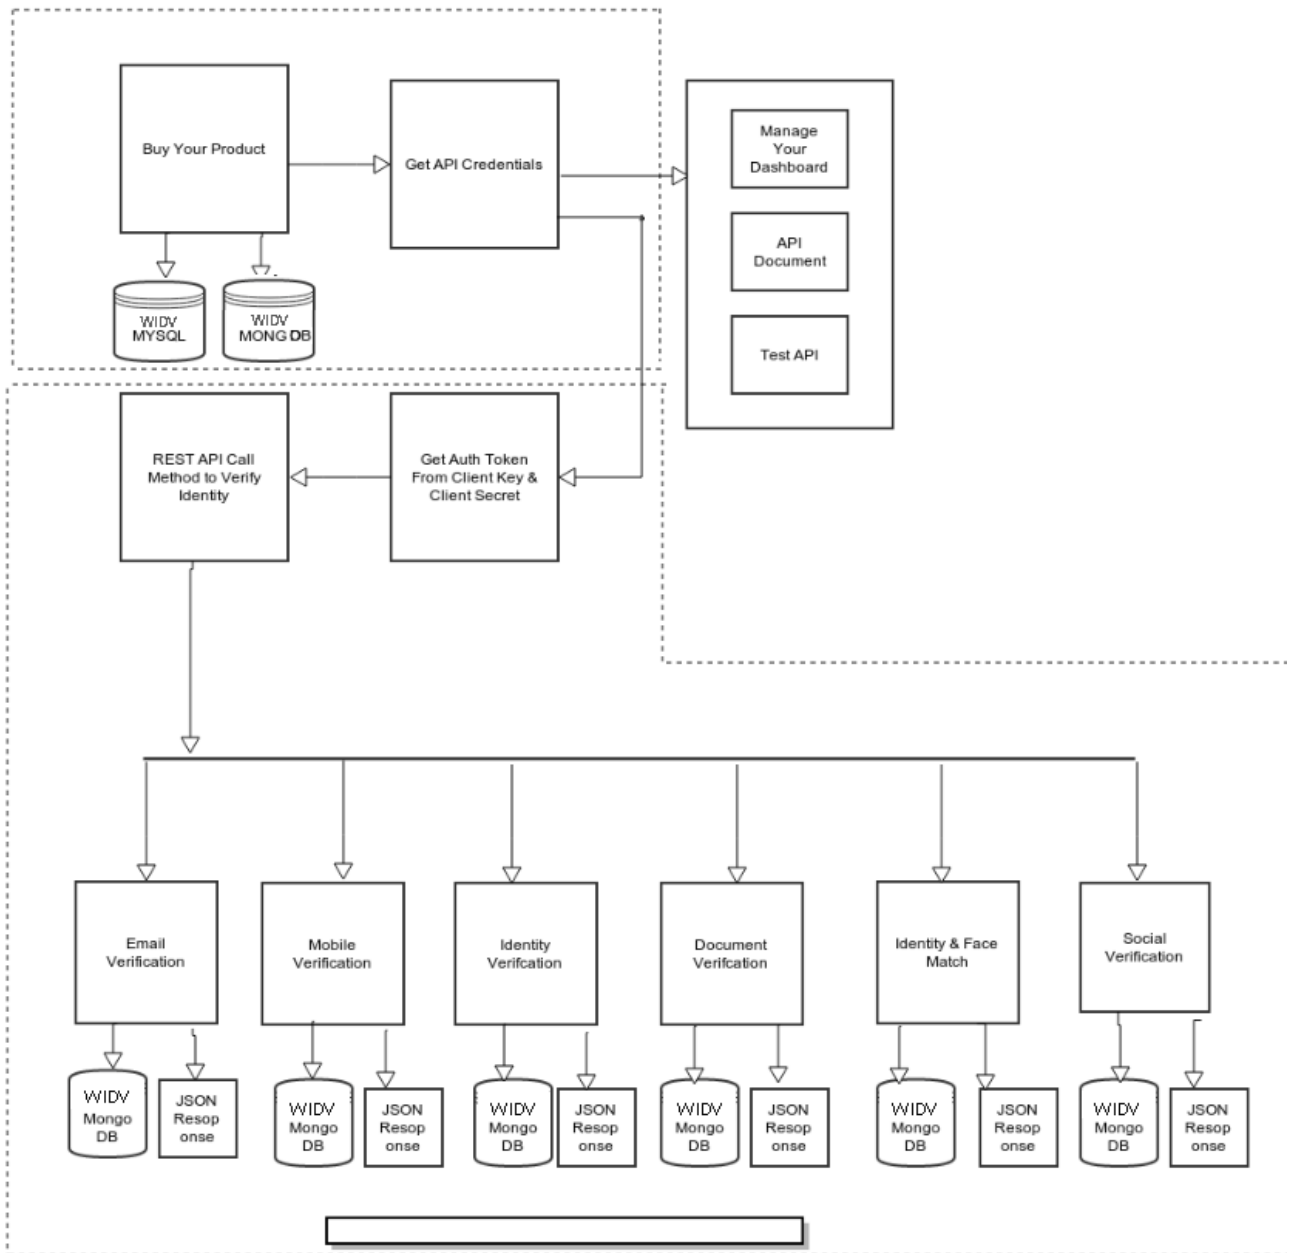 Buy Your Product
Get API Credentials
Manage
Your
Dashboard
API
Document
Test API
WIDV
MYSQL
WIDV
MONG DB
REST API Call
Method to Verify
Identity
Get Auth Token
From Client Key &
Client Secret
Email
Verification
Mobile
Verification
Identity
Verifcation
Document
Verifcation
Identity & Face
Match
Social
Verification
WIDV
Mongo
DB
JSON
Resop
onse
WIDV
Mongo
DB
JSON
Resop
onse
WIDV
Mongo
DB
JSON
Resop
onse
WIDV
Mongo
DB
JSON
Resop
onse
WIDV
Mongo
DB
JSON
Resop
onse
WIDV
Mongo
DB
JSON
Resop
onse